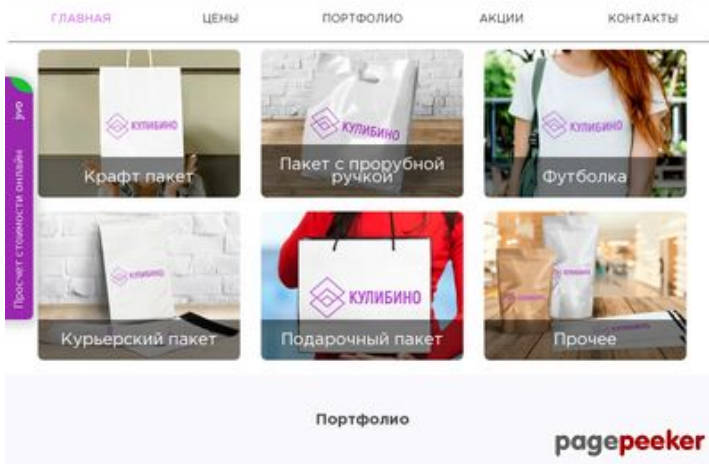 ГЛАВНАЯ ЦЕНЫ ПОРТФОЛИО АКЦИИ КОНТАКТЫ
КУЛИБИНО
Крафт пакет
КУЛИБИНО
Пакет с прорубной
ручкой
КУЛИБИНО
Футболка
Просчет стоимости онлайн
jivo
КУЛИБИНО
Курьерский пакет
КУЛИБИНО
Подарочный пакет
КУЛИБИНО
Прочее
Портфолио
pagepeeker